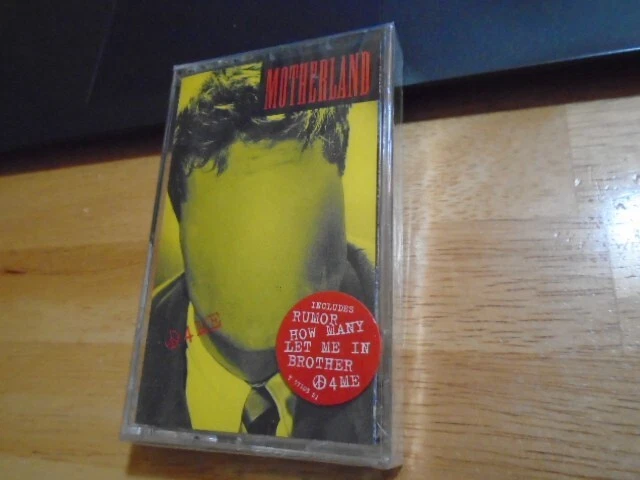 MOTHERLAND
☮4ME
INCLUDES
RUMOR
HOW MANY
LET ME IN
BROTHER
☮4ME